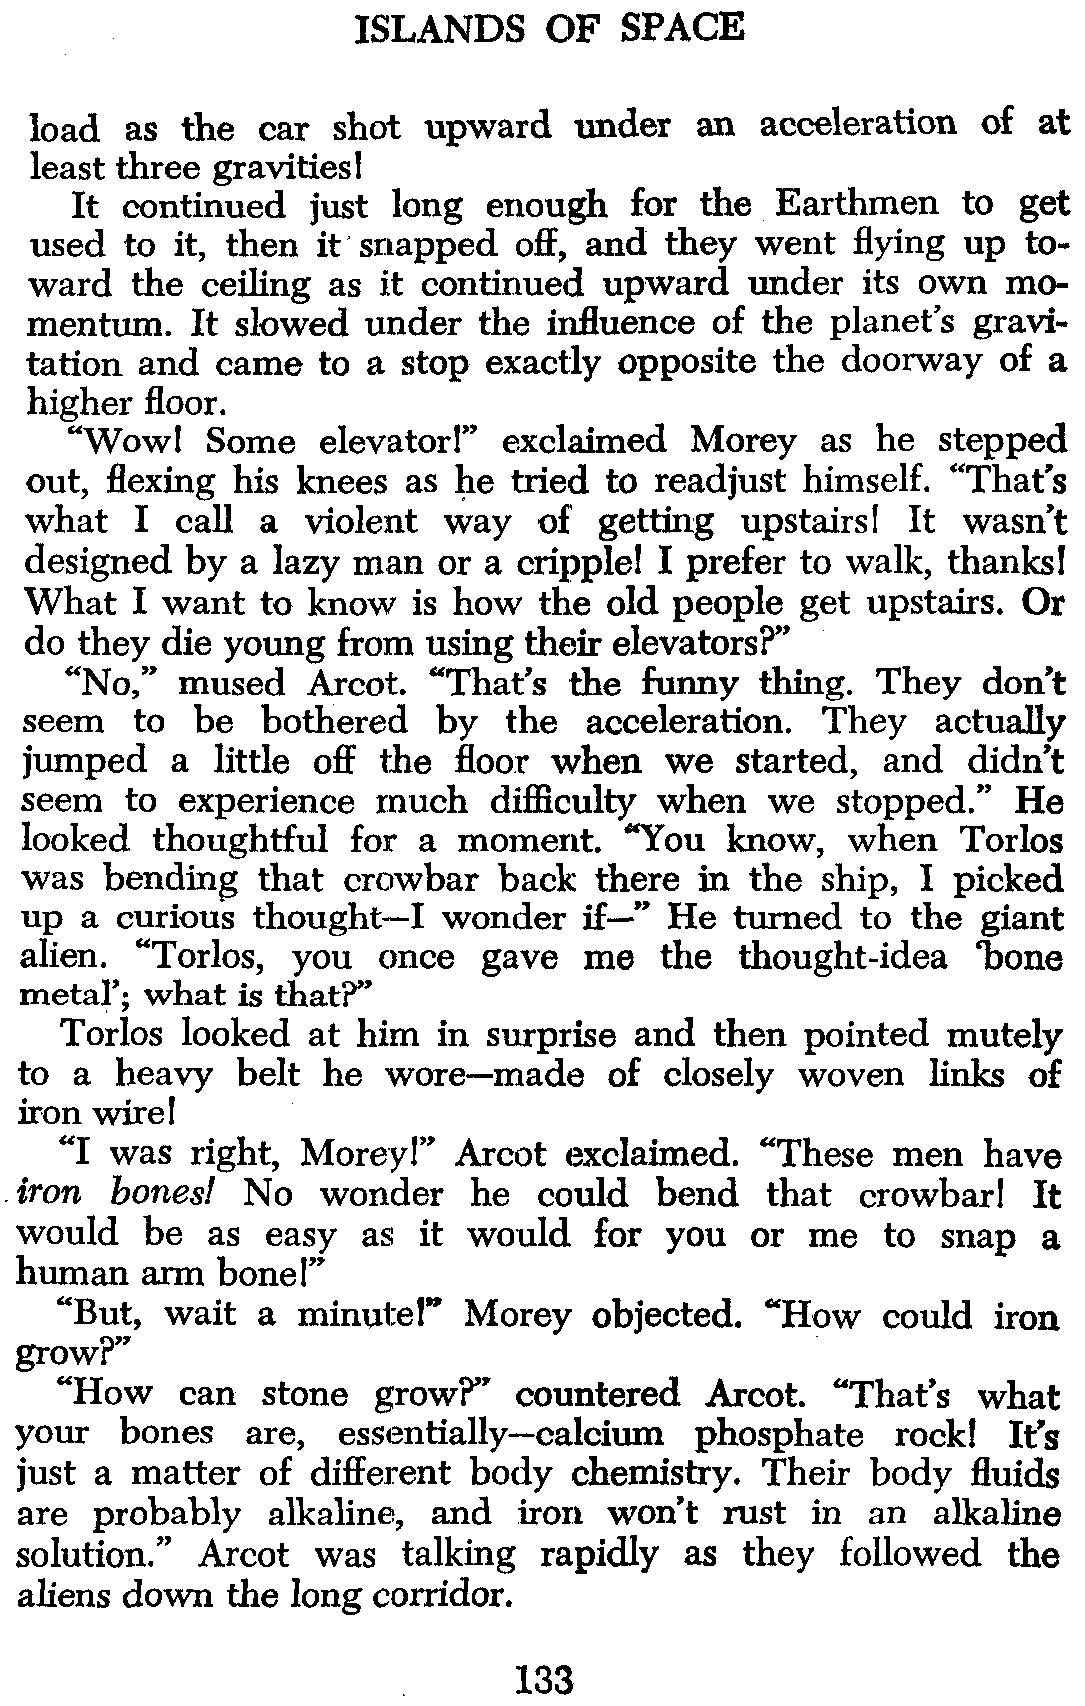 ISLANDS OF SPACE
load as the car shot upward under an acceleration of at
least three gravities!
It continued just long enough for the Earthmen to get
used to it, then it snapped off, and they went flying up to-
ward the ceiling as it continued upward under its own mo-
mentum. It slowed under the influence of the planet's gravi-
tation and came to a stop exactly opposite the doorway of a
higher floor.
"Wow! Some elevator!" exclaimed Morey as he stepped
out, flexing his knees as he tried to readjust himself. "That's
what I call a violent way of getting upstairs! It wasn't
designed by a lazy man or a cripple! I prefer to walk, thanks!
What I want to know is how the old people get upstairs. Or
do they die young from using their elevators?"
"No," mused Arcot. "That's the funny thing. They don't
seem to be bothered by the acceleration. They actually
jumped a little off the floor when we started, and didn't
seem to experience much difficulty when we stopped." He
looked thoughtful for a moment. "You know, when Torlos
was bending that crowbar back there in the ship, I picked
up a curious thought—I wonder if—" He turned to the giant
alien. "Torlos, you once gave me the thought-idea 'bone
metal'; what is that?"
Torlos looked at him in surprise and then pointed mutely
to a heavy belt he wore—made of closely woven links of
iron wire!
"I was right, Morey!" Arcot exclaimed. "These men have
iron bones! No wonder he could bend that crowbar! It
would be as easy as it would for you or me to snap a
human arm bone!"
"But, wait a minute!" Morey objected. "How could iron
grow?"
"How can stone grow?" countered Arcot. "That's what
your bones are, essentially—calcium phosphate rock! It's
just a matter of different body chemistry. Their body fluids
are probably alkaline, and iron won't rust in an alkaline
solution." Arcot was talking rapidly as they followed the
aliens down the long corridor.
133